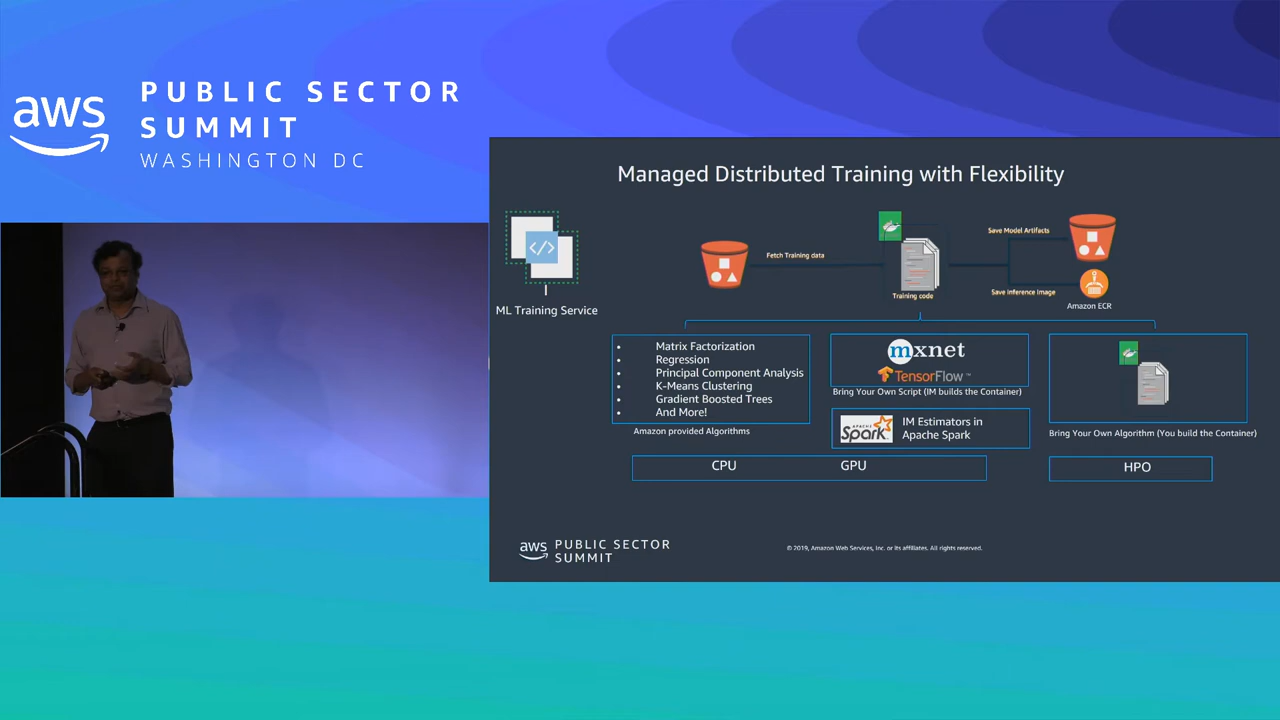 aws
PUBLIC SECTOR
SUMMIT
WASHINGTON DC
Managed Distributed Training with Flexibility
ML Training Service
Fetch Training data
Training code
Save Model Artifacts
Save Inference Image
Amazon ECR
• Matrix Factorization
• Regression
• Principal Component Analysis
• K-Means Clustering
• Gradient Boosted Trees
• And More!
Amazon provided Algorithms
mxnet
TensorFlow™
Bring Your Own Script (IM builds the Container)
APACHE
Spark
IM Estimators in
Apache Spark
Bring Your Own Algorithm (You build the Container)
CPU GPU
HPO
aws
PUBLIC SECTOR
SUMMIT
© 2019, Amazon Web Services, Inc. or its affiliates. All rights reserved.